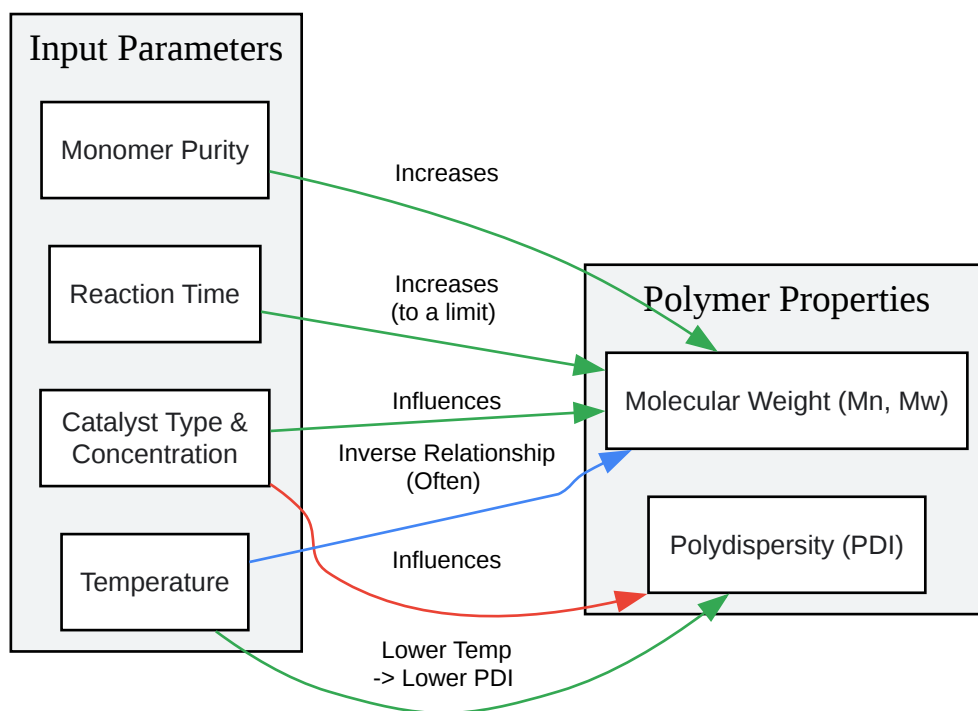 Input Parameters
Monomer Purity
Reaction Time
Catalyst Type &
Concentration
Temperature
Increases
Increases
(to a limit)
Influences
Inverse Relationship
(Often)
Influences
Lower Temp
-> Lower PDI
Polymer Properties
Molecular Weight (Mn, Mw)
Polydispersity (PDI)